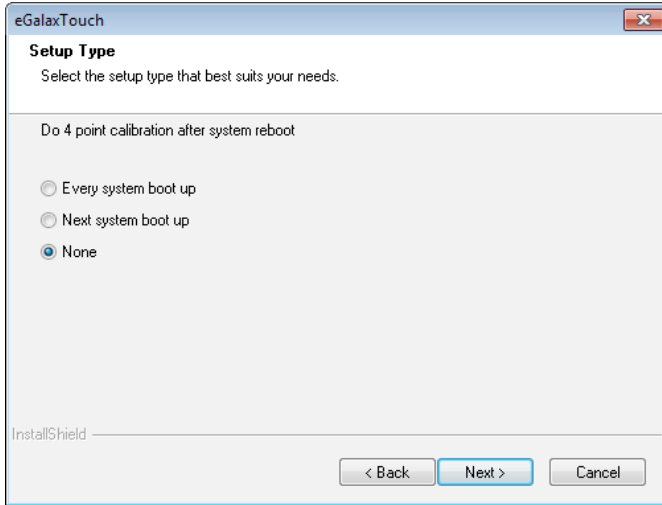 eGalaxTouch
Setup Type
Select the setup type that best suits your needs.
Do 4 point calibration after system reboot
Every system boot up
Next system boot up
None
InstallShield
< Back
Next >
Cancel